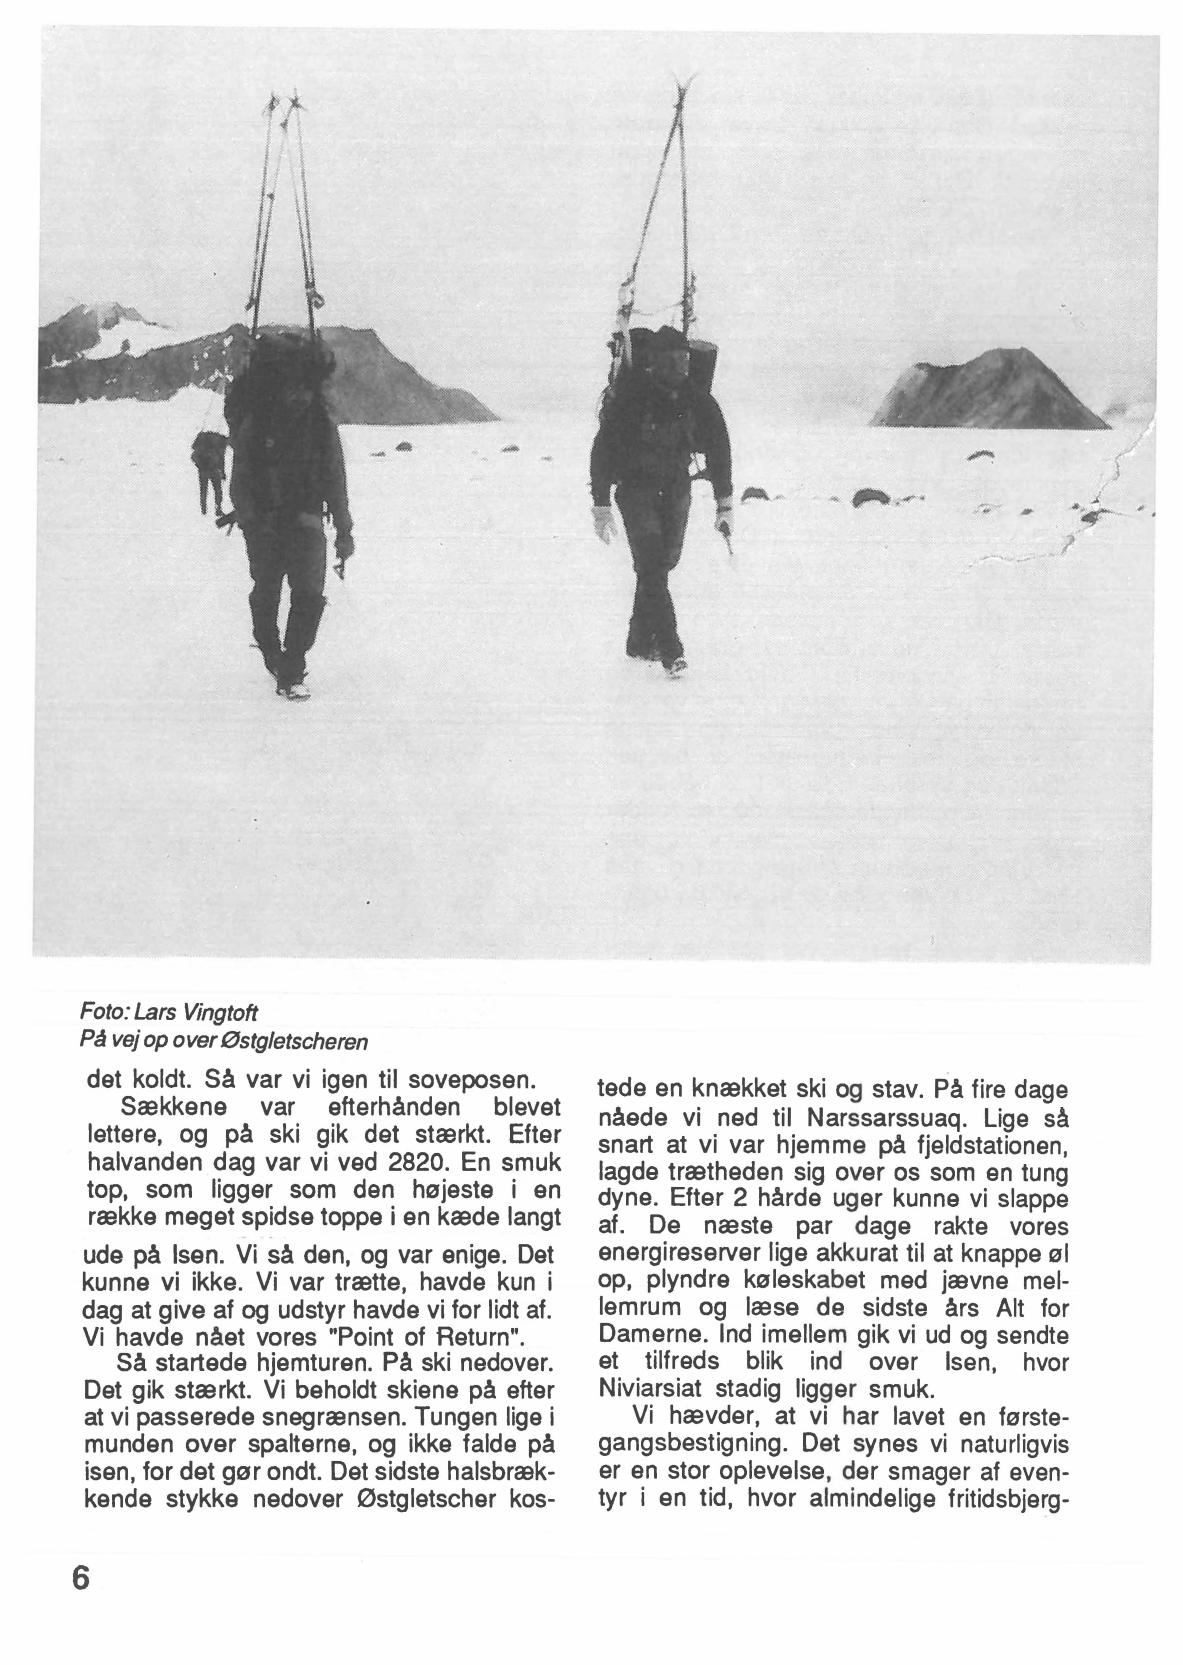 Foto: Lars Vingtoft
På vej op over Østgletscheren
det koldt. Så var vi igen til soveposen.
Sækkene var efterhånden blevet
lettere, og på ski gik det stærkt. Efter
halvanden dag var vi ved 2820. En smuk
top, som ligger som den højeste i en
række meget spidse toppe i en kæde langt
ude på Isen. Vi så den, og var enige. Det
kunne vi ikke. Vi var trætte, havde kun i
dag at give af og udstyr havde vi for lidt af.
Vi havde nået vores "Point of Return".
Så startede hjemturen. På ski nedover.
Det gik stærkt. Vi beholdt skiene på efter
at vi passerede snegrænsen. Tungen lige i
munden over spalterne, og ikke falde på
isen, for det gør ondt. Det sidste halsbræk-
kende stykke nedover Østgletscher kos-
tede en knækket ski og stav. På fire dage
nåede vi ned til Narssarssuaq. Lige så
snart at vi var hjemme på fjeldstationen,
lagde trætheden sig over os som en tung
dyne. Efter 2 hårde uger kunne vi slappe
af. De næste par dage rakte vores
energireserver lige akkurat til at knappe øl
op, plyndre køleskabet med jævne mel-
lemrum og læse de sidste års Alt for
Damerne. Ind imellem gik vi ud og sendte
et tilfreds blik ind over Isen, hvor
Niviarsiat stadig ligger smuk.
Vi hævder, at vi har lavet en første-
gangsbestigning. Det synes vi naturligvis
er en stor oplevelse, der smager af even-
tyr i en tid, hvor almindelige fritidsbjerg-
6